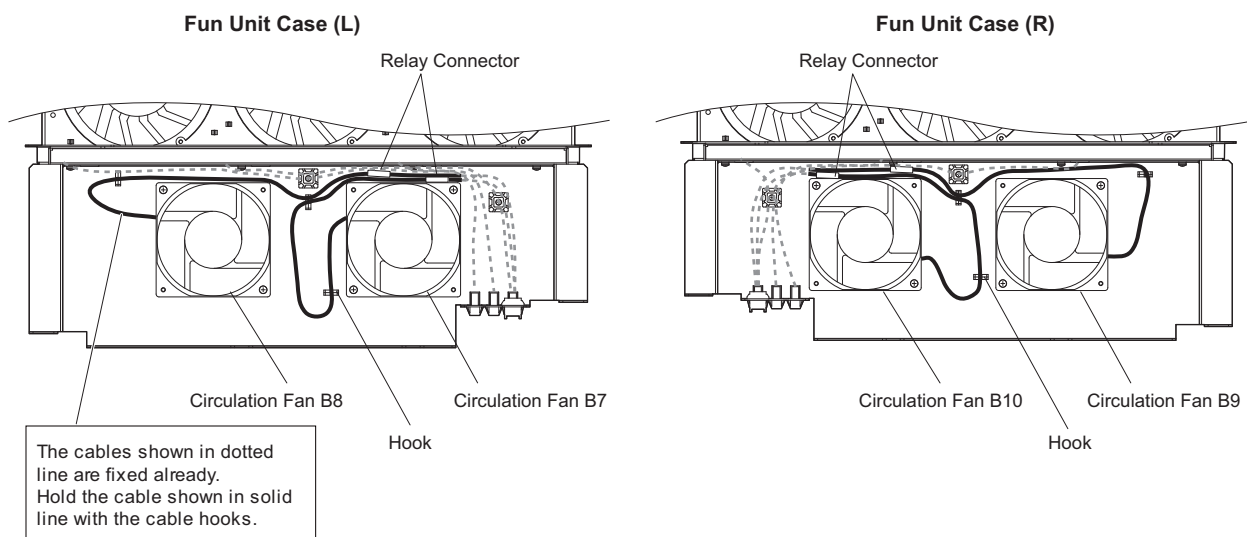 Fun Unit Case (L)
Relay Connector
Circulation Fan B8
Circulation Fan B7
Hook
The cables shown in dotted
line are fixed already.
Hold the cable shown in solid
line with the cable hooks.
Fun Unit Case (R)
Relay Connector
Circulation Fan B10
Circulation Fan B9
Hook